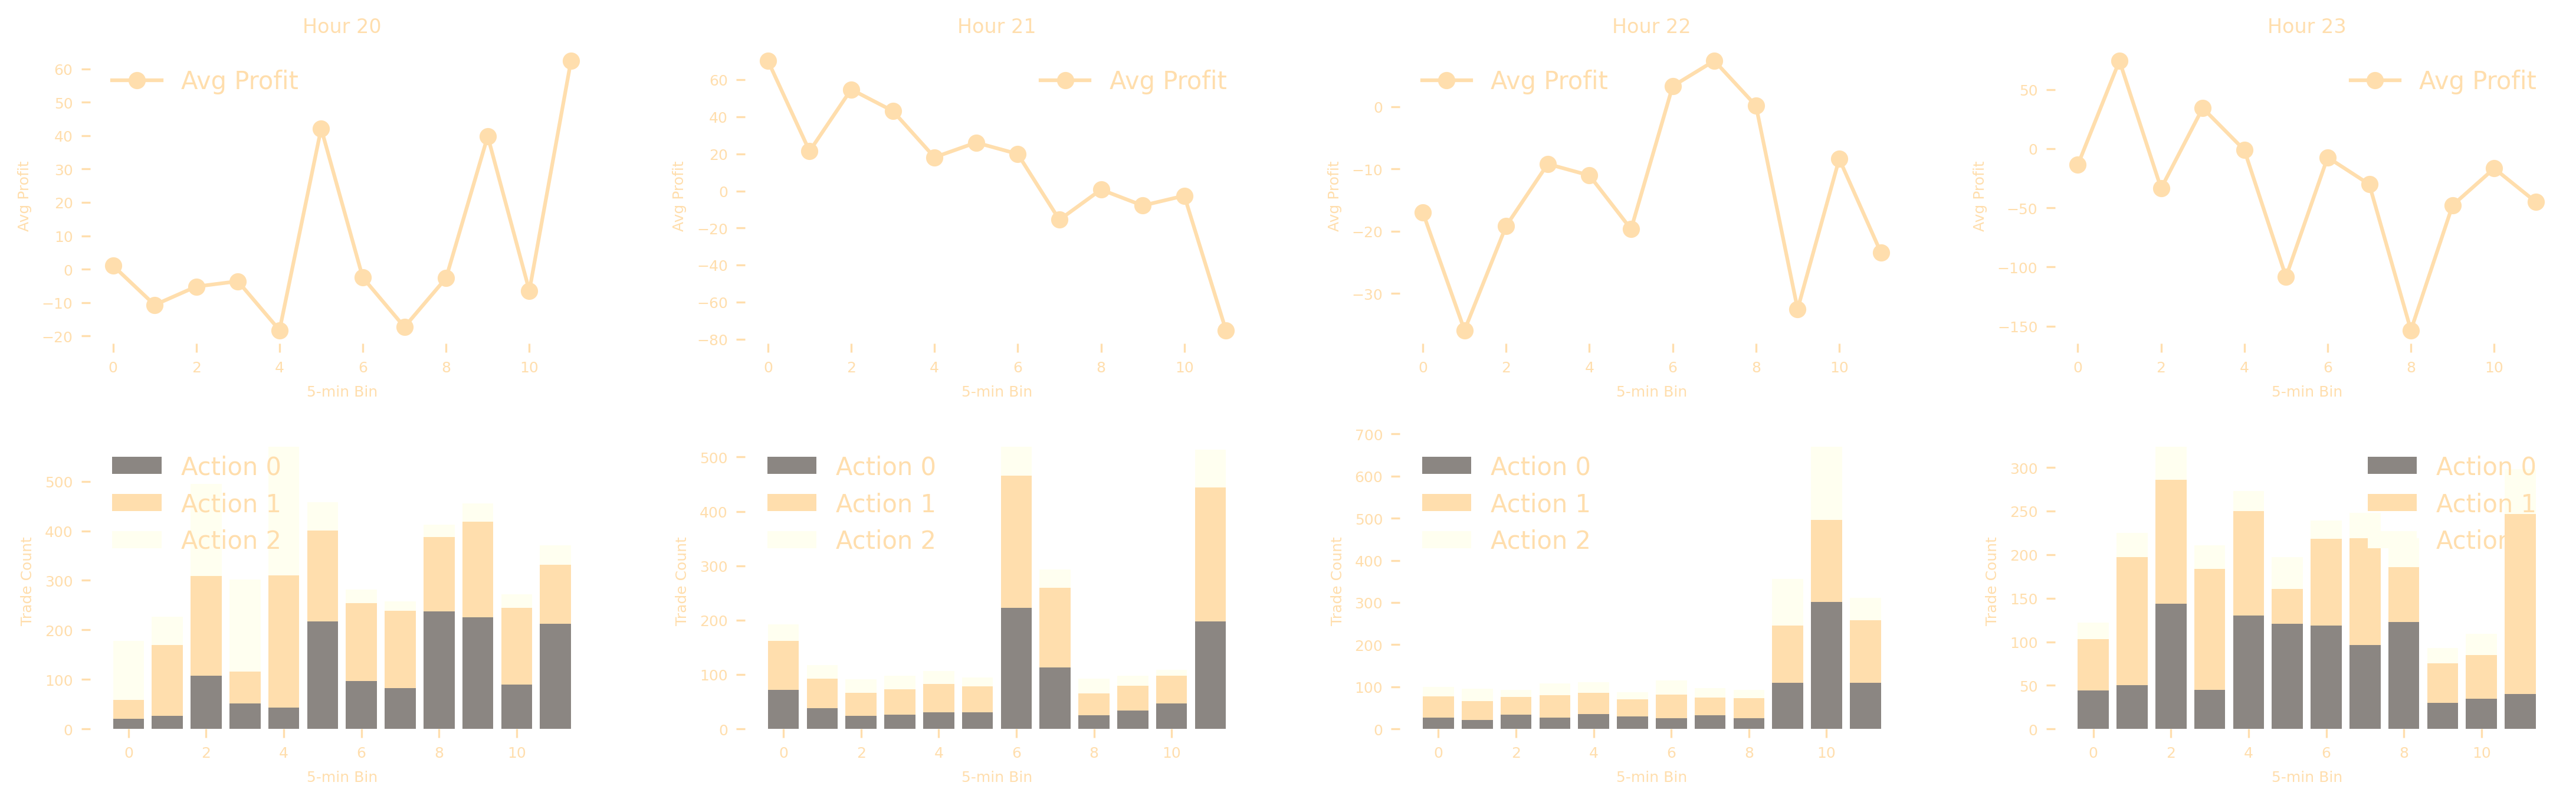 Hour 20
Avg Profit
60
50
40
30
20
10
0
−10
−20
Avg Profit
0 2 4 6 8 10
5-min Bin
Hour 21
Avg Profit
60
40
20
0
−20
−40
−60
−80
Avg Profit
0 2 4 6 8 10
5-min Bin
Hour 22
Avg Profit
0
−10
−20
−30
Avg Profit
0 2 4 6 8 10
5-min Bin
Hour 23
Avg Profit
50
0
−50
−100
−150
Avg Profit
0 2 4 6 8 10
5-min Bin
Action 0
Action 1
Action 2
500
400
300
200
100
0
Trade Count
0 2 4 6 8 10
5-min Bin
Action 0
Action 1
Action 2
500
400
300
200
100
0
Trade Count
0 2 4 6 8 10
5-min Bin
Action 0
Action 1
Action 2
700
600
500
400
300
200
100
0
Trade Count
0 2 4 6 8 10
5-min Bin
Action 0
Action 1
Action
300
250
200
150
100
50
0
Trade Count
0 2 4 6 8 10
5-min Bin